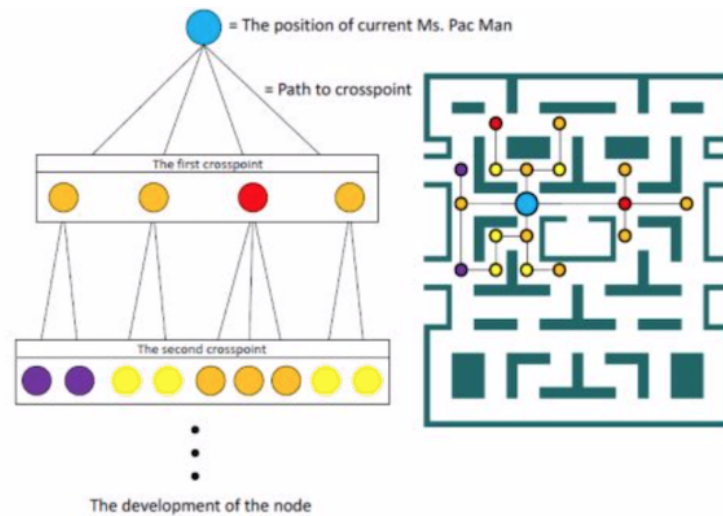 = The position of current Ms. Pac Man
= Path to crosspoint
The first crosspoint
The second crosspoint
The development of the node